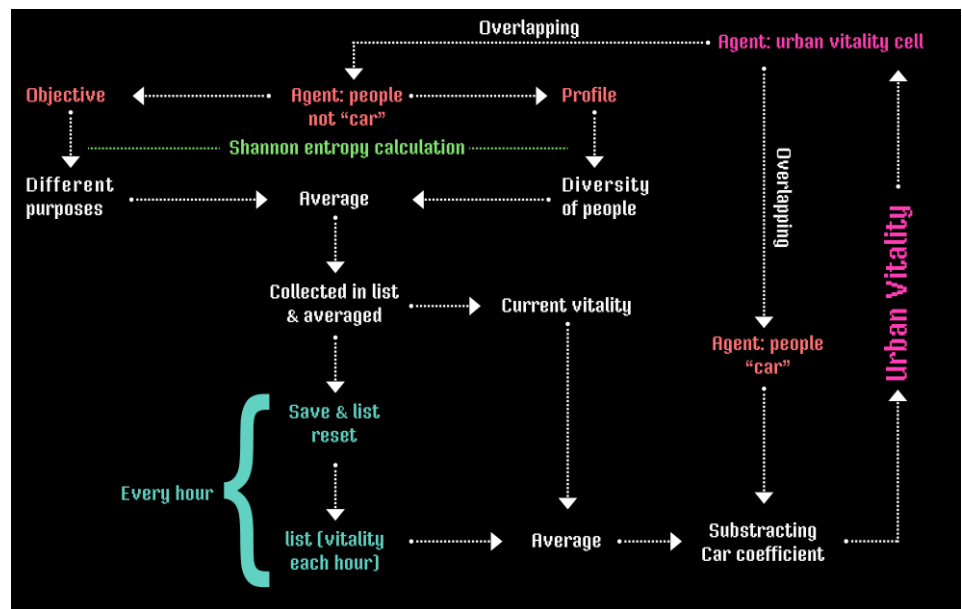 Overlapping
Agent: urban vitality cell
Objective
Agent: people
not "car"
Profile
Shannon entropy calculation
Different
purposes
Average
Diversity
of people
Overlapping
Urban Vitality
Collected in list
& averaged
Current vitality
Agent: people
"car"
Save & list
reset
Every hour
list (vitality
each hour)
Average
Substracting
Car coefficient